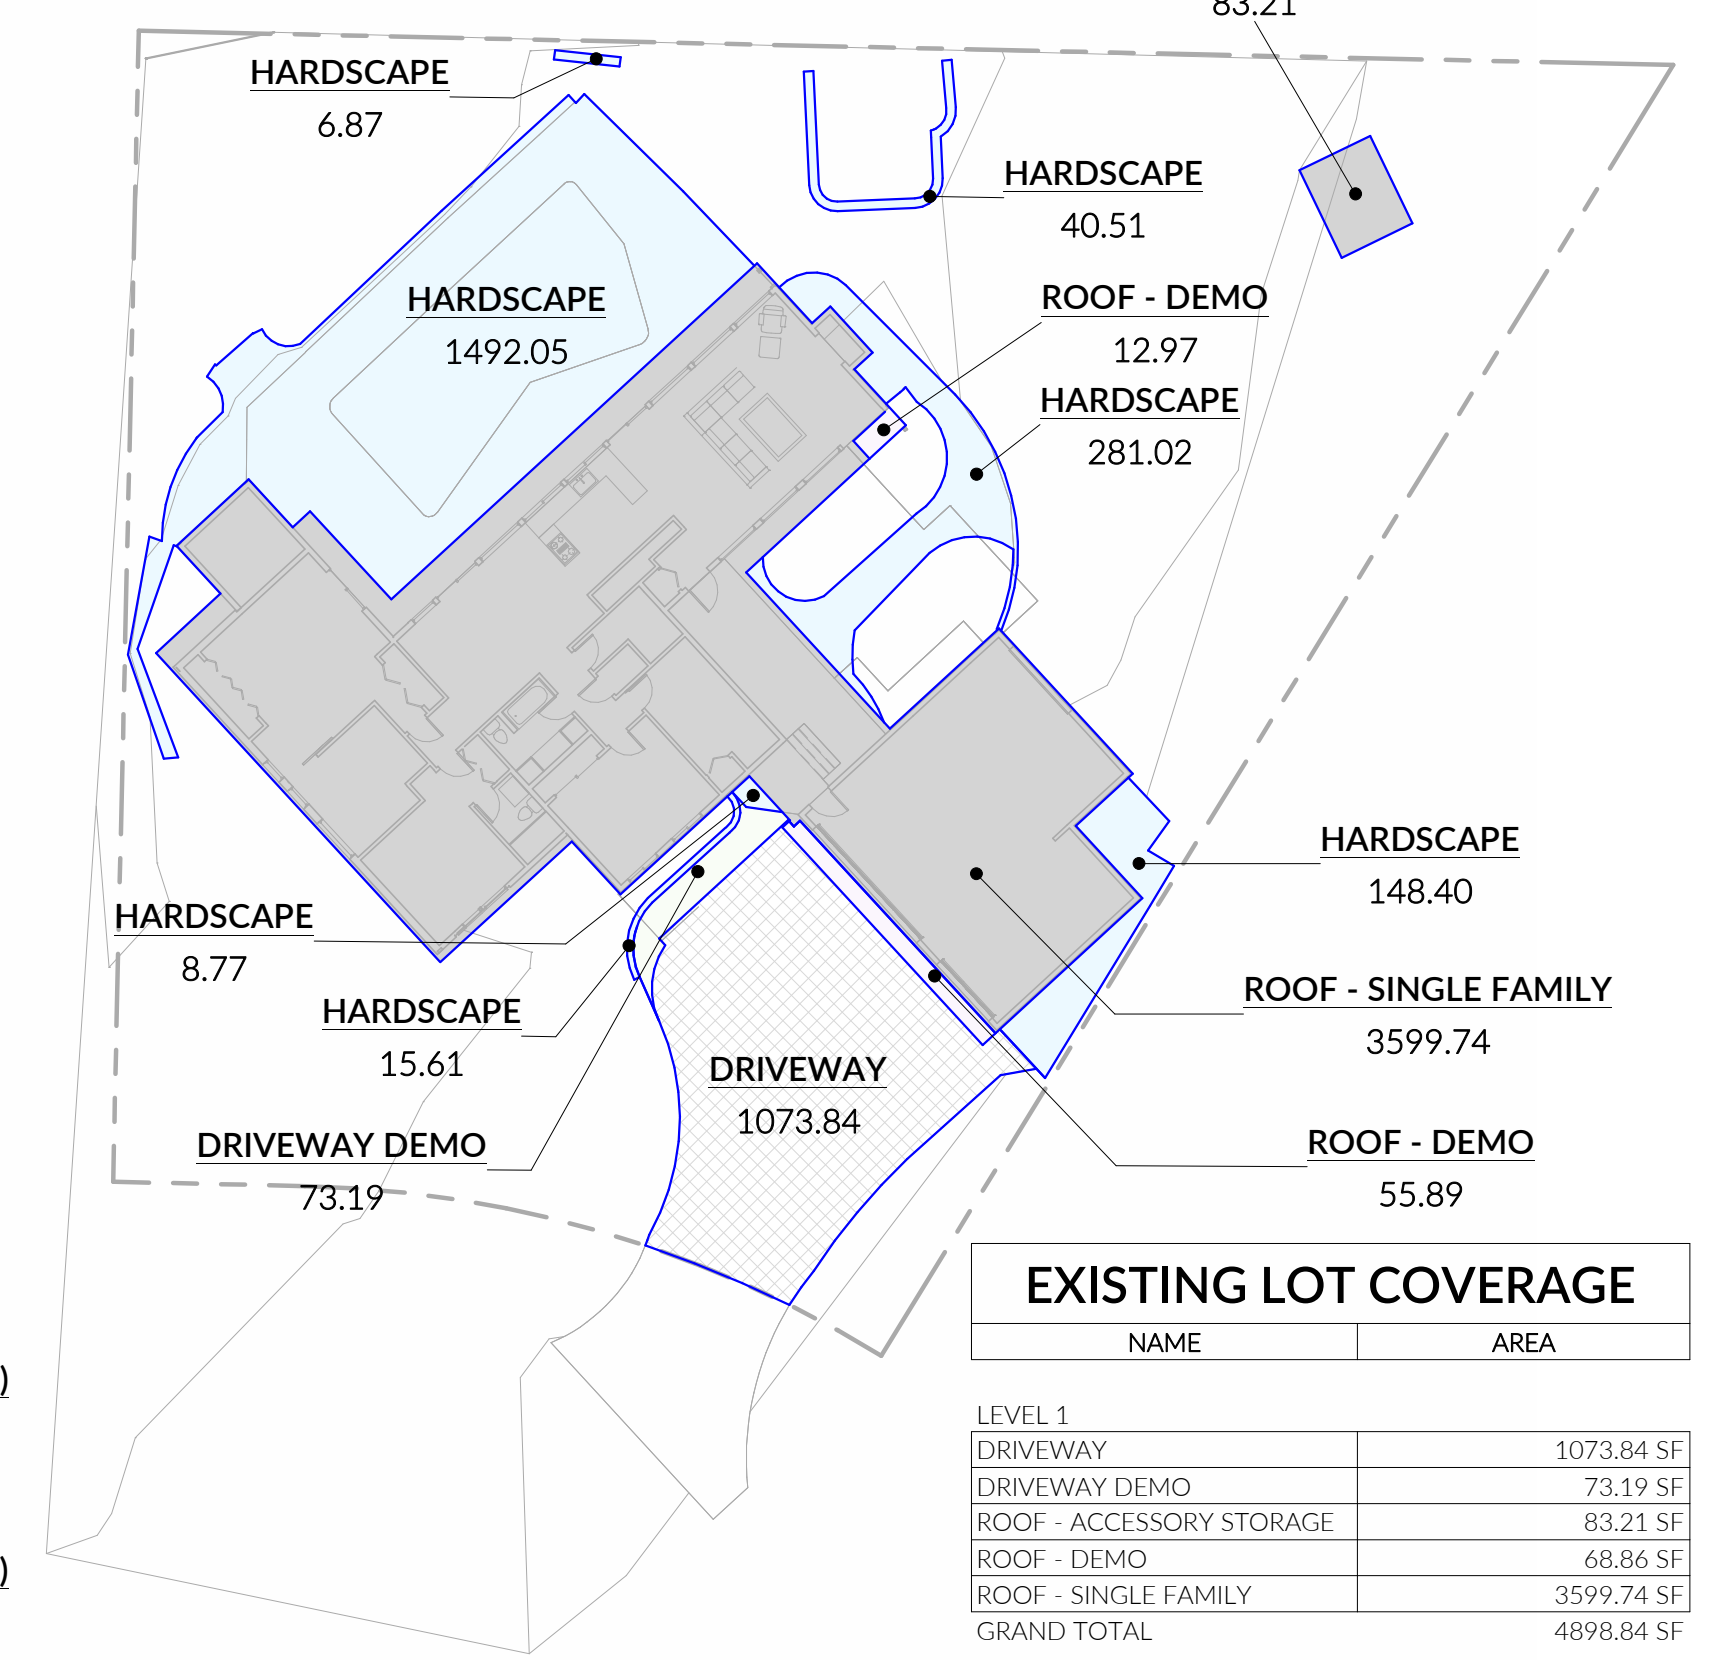 83.21
HARDSCAPE
6.87
HARDSCAPE
40.51
HARDSCAPE
1492.05
ROOF - DEMO
12.97
HARDSCAPE
281.02
HARDSCAPE
148.40
HARDSCAPE
8.77
ROOF - SINGLE FAMILY
3599.74
HARDSCAPE
15.61
DRIVEWAY
1073.84
DRIVEWAY DEMO
73.19
ROOF - DEMO
55.89
EXISTING LOT COVERAGE
NAME AREA
)
LEVEL 1
DRIVEWAY 1073.84 SF
DRIVEWAY DEMO 73.19 SF
ROOF - ACCESSORY STORAGE 83.21 SF
ROOF - DEMO 68.86 SF
)
ROOF - SINGLE FAMILY 3599.74 SF
GRAND TOTAL 4898.84 SF